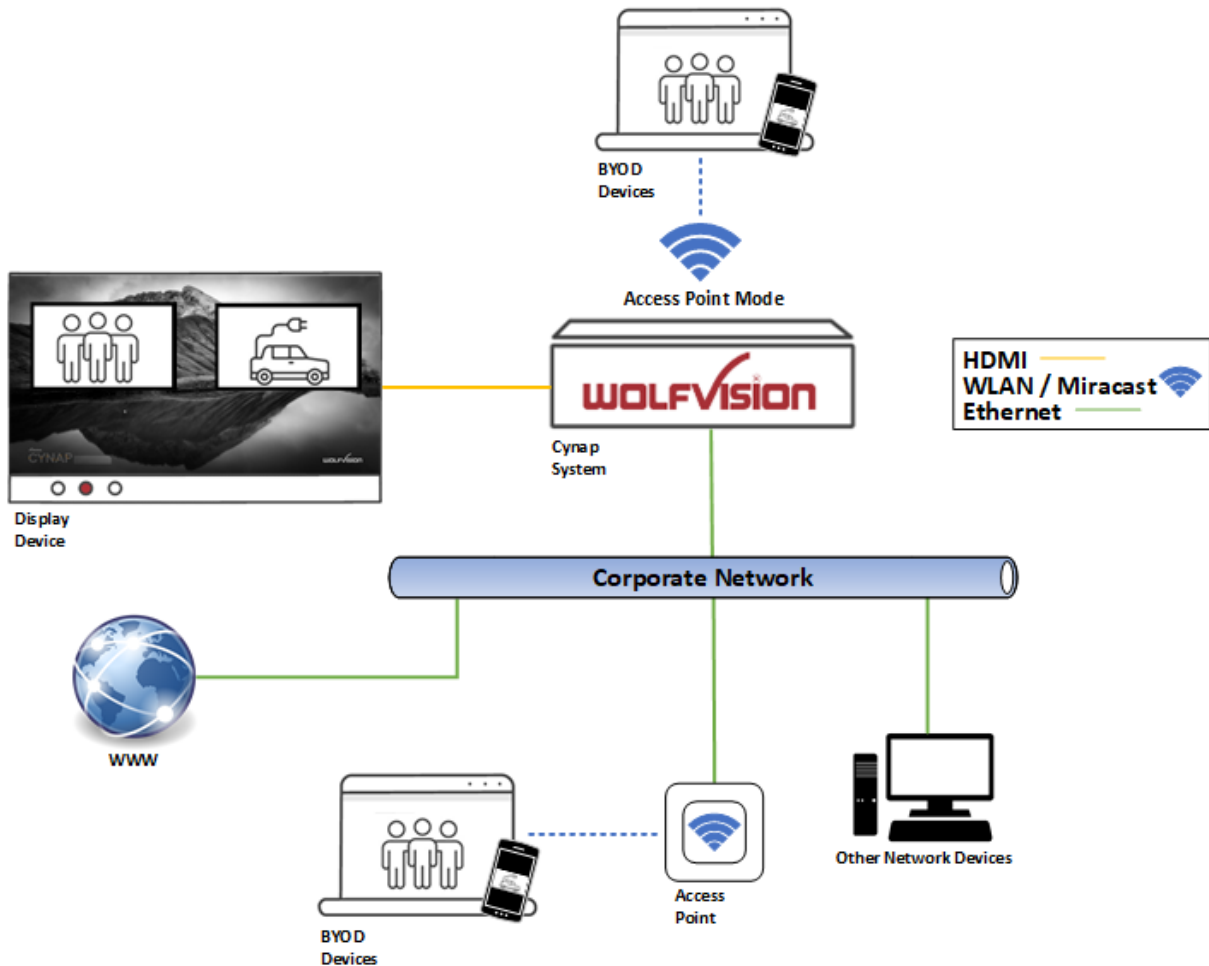 BYOD
Devices
Access Point Mode
WOLFVISION
Cynap
System
HDMI
WLAN / Miracast
Ethernet
CYNAP
WOLFVISION
Display
Device
Corporate Network
WWW
BYOD
Devices
Access
Point
Other Network Devices